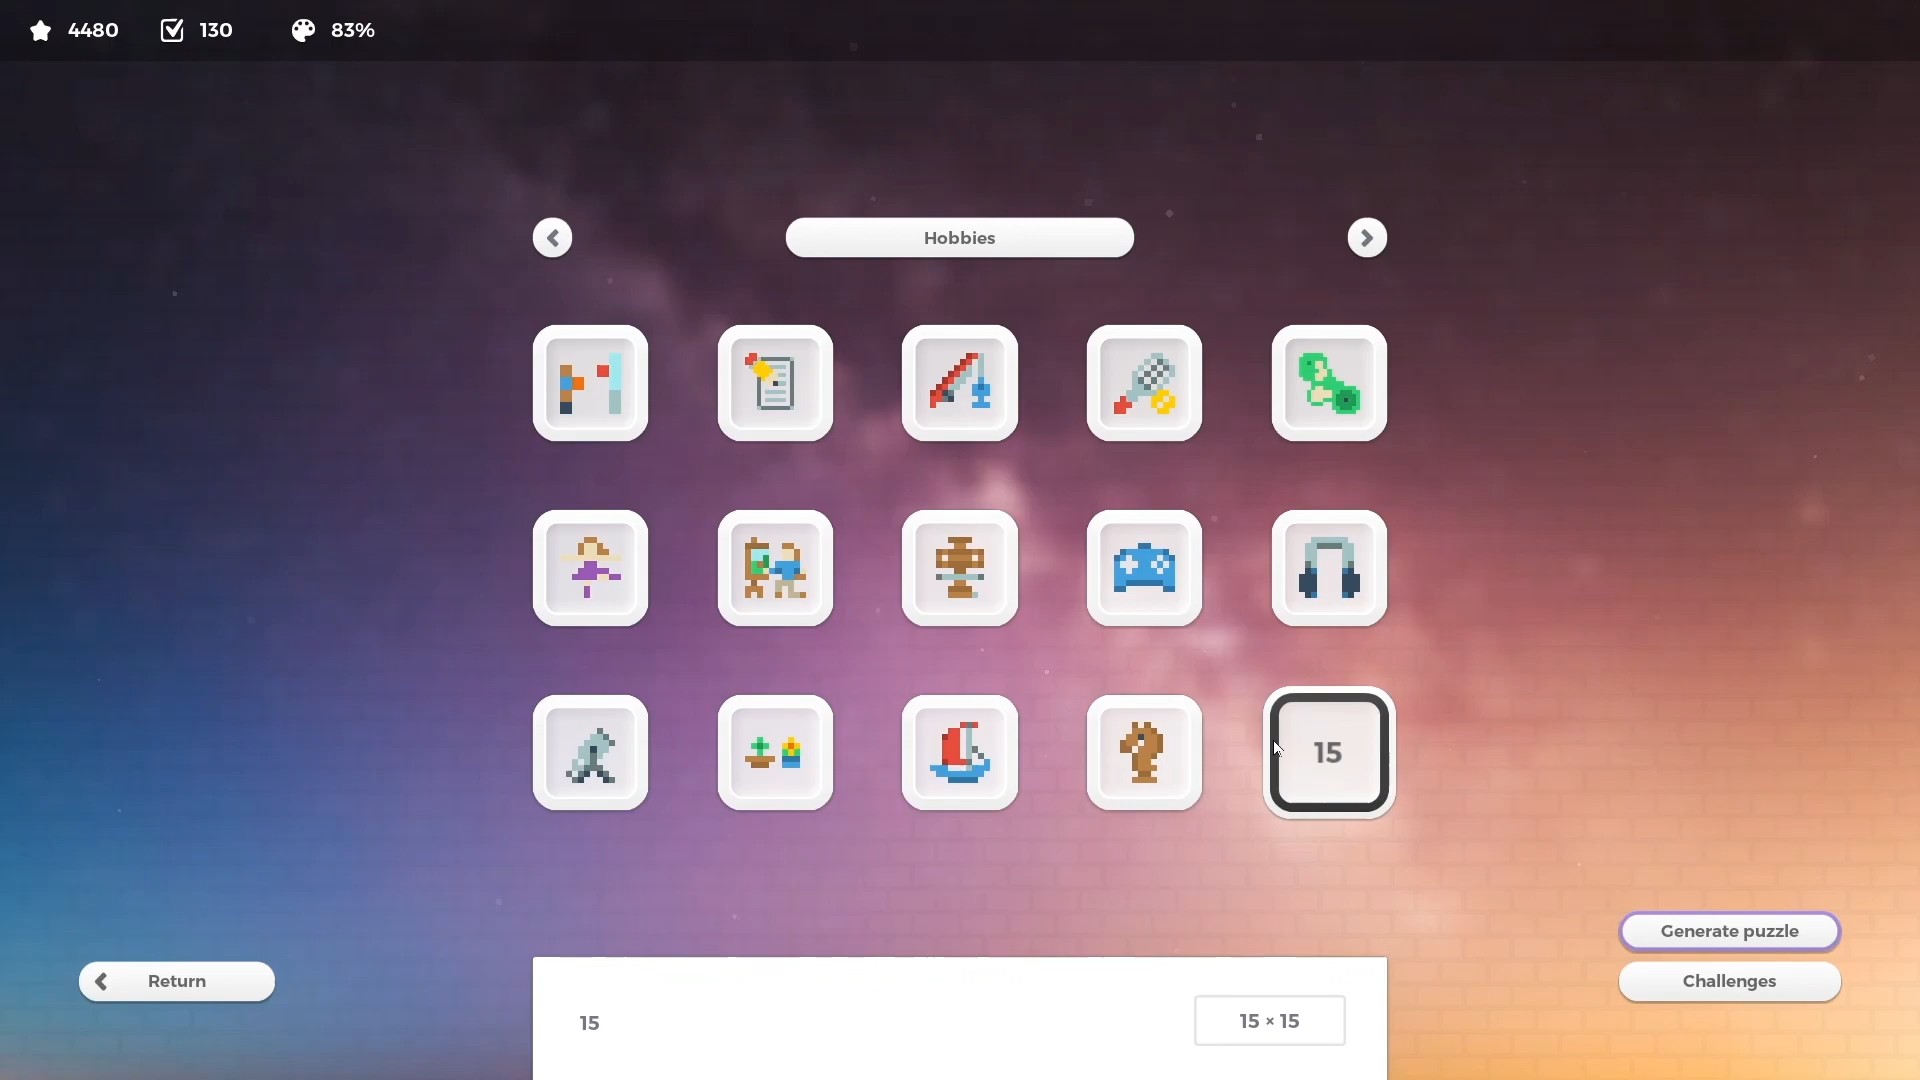 4480 130 83%
Hobbies
15
Generate puzzle
Return
Challenges
15
15 × 15